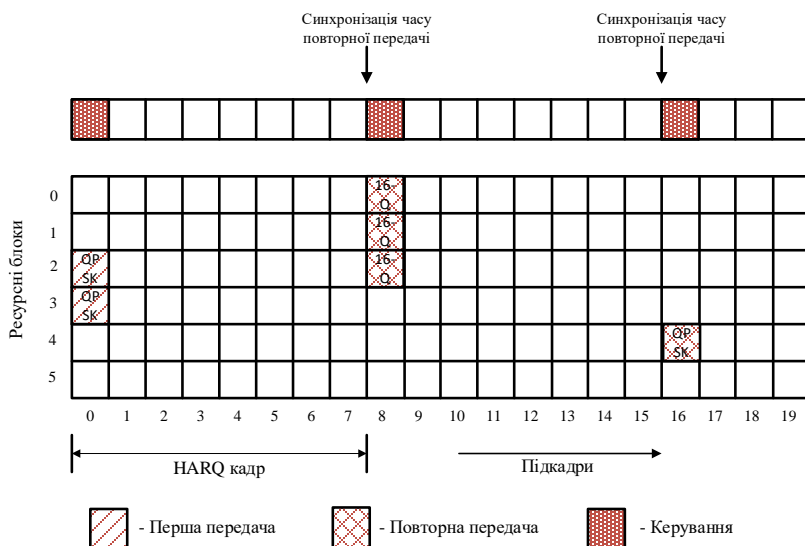 Синхронізація часу
повторної передачі
Синхронізація часу
повторної передачі
Ресурсні блоки
0
1
2
3
4
5
16-
Q
16-
Q
16-
Q
QP
SK
QP
SK
QP
SK
0 1 2 3 4 5 6 7 8 9 10 11 12 13 14 15 16 17 18 19
HARQ кадр
Підкадри
- Перша передача
- Повторна передача
- Керування